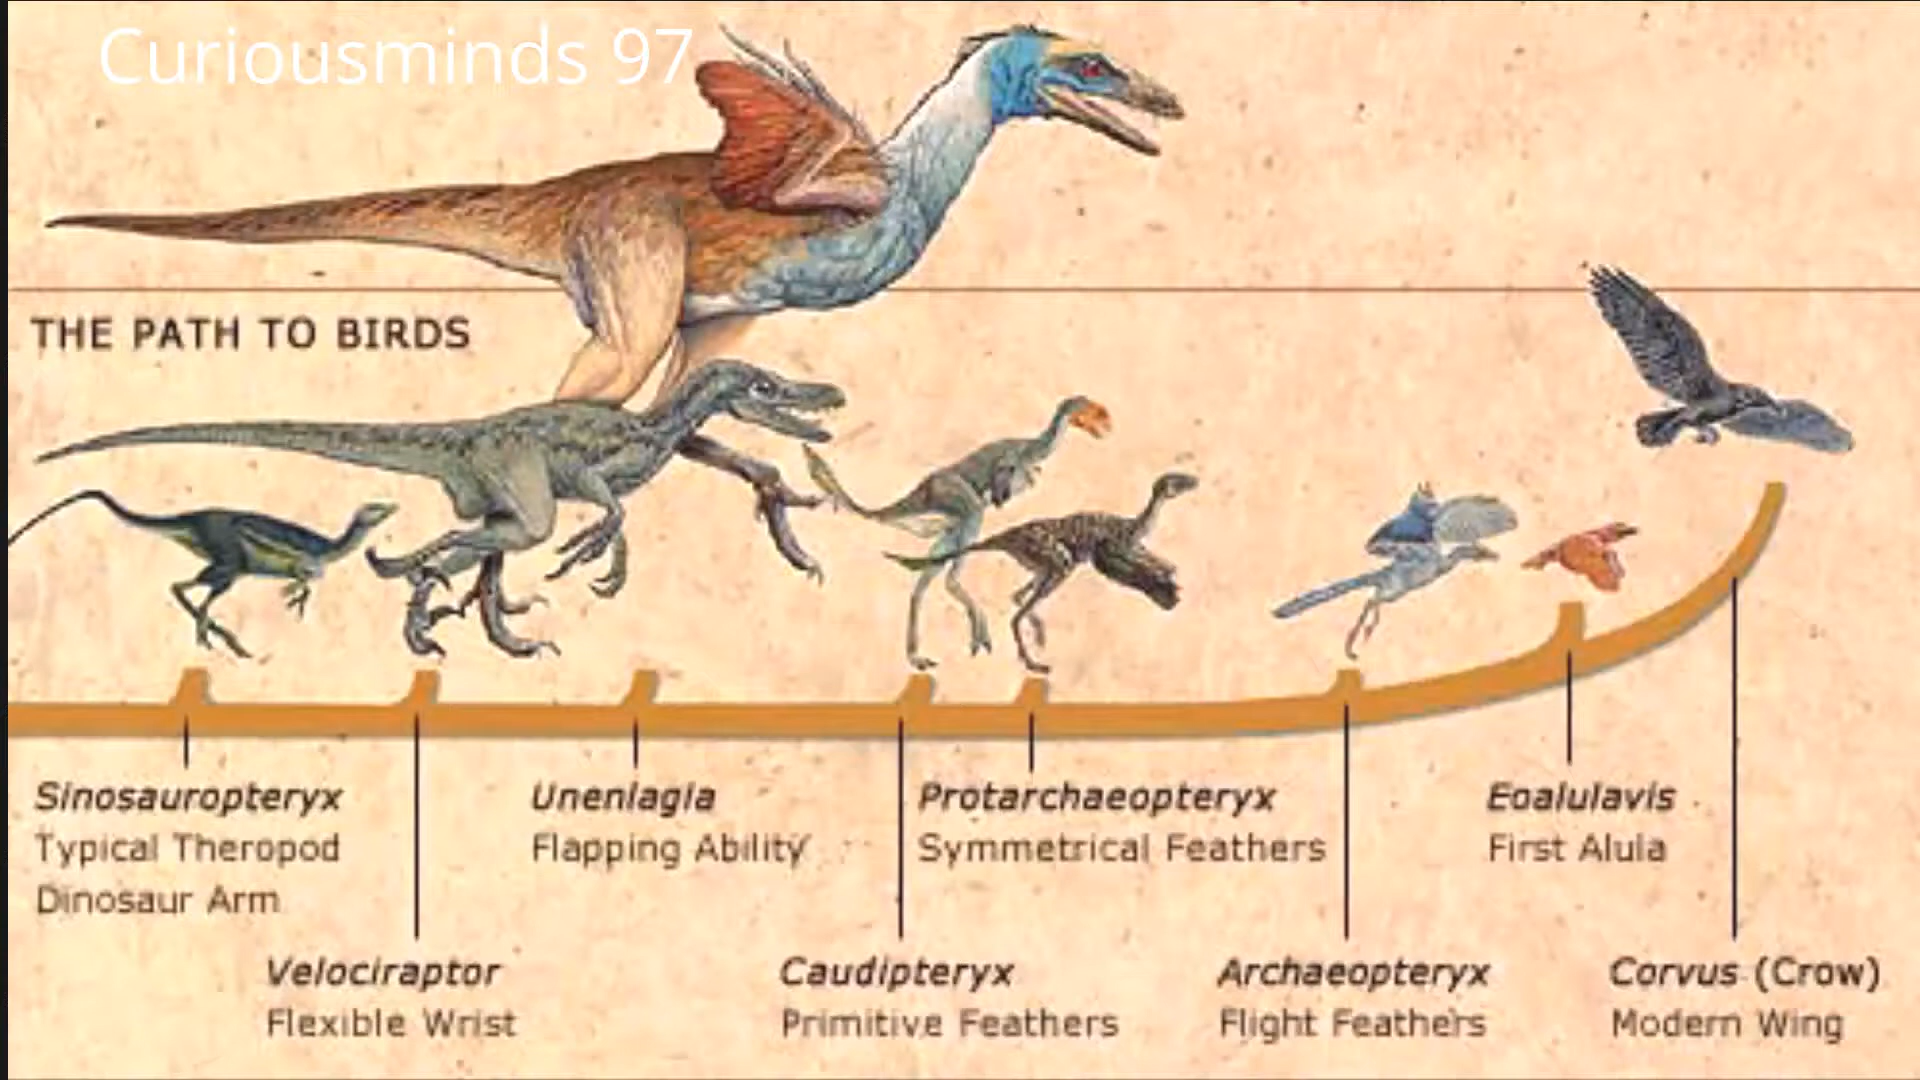 Curiousminds 97
THE PATH TO BIRDS
Sinosauropteryx
Typical Theropod
Dinosaur Arm
Velociraptor
Flexible Wrist
Unenlagia
Flapping Ability
Caudipteryx
Primitive Feathers
Protarchaeopteryx
Symmetrical Feathers
Archaeopteryx
Flight Feathers
Eoalulavis
First Alula
Corvus (Crow)
Modern Wing